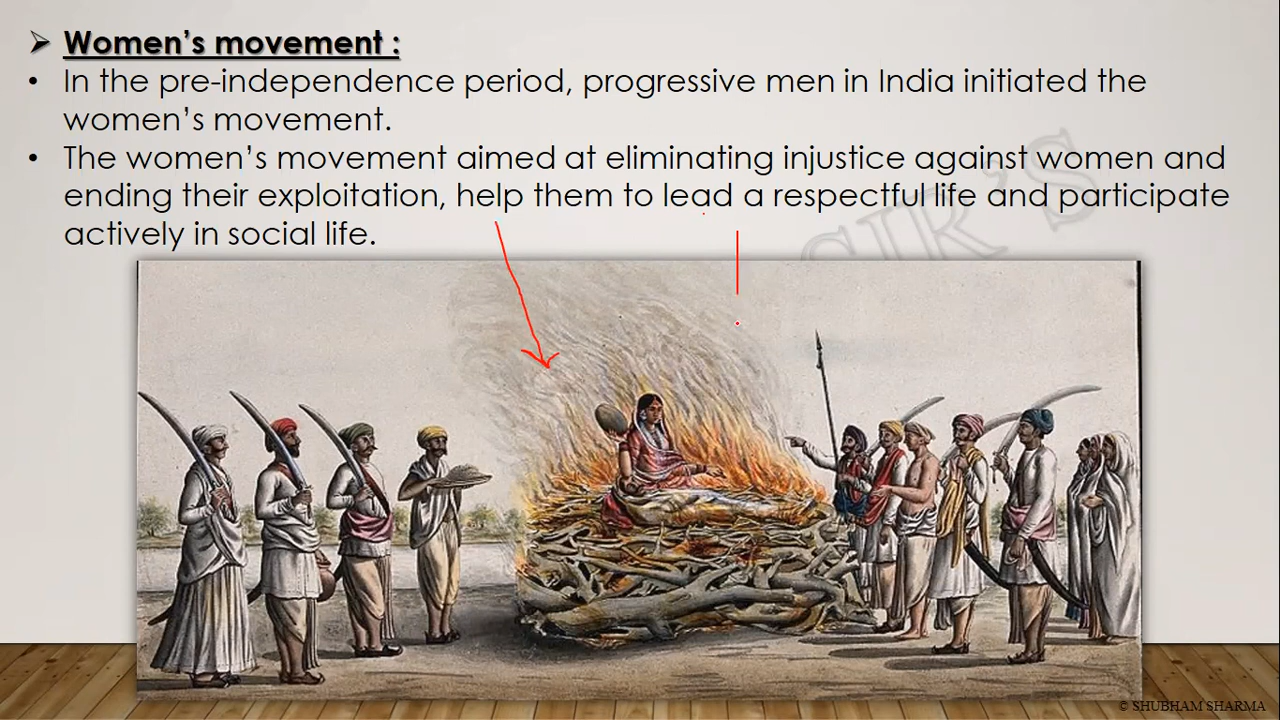 ➢ Women's movement :
• In the pre-independence period, progressive men in India initiated the
women's movement.
• The women's movement aimed at eliminating injustice against women and
ending their exploitation, help them to lead a respectful life and participate
actively in social life.
SIR'S
© SHUBHAM SHARMA